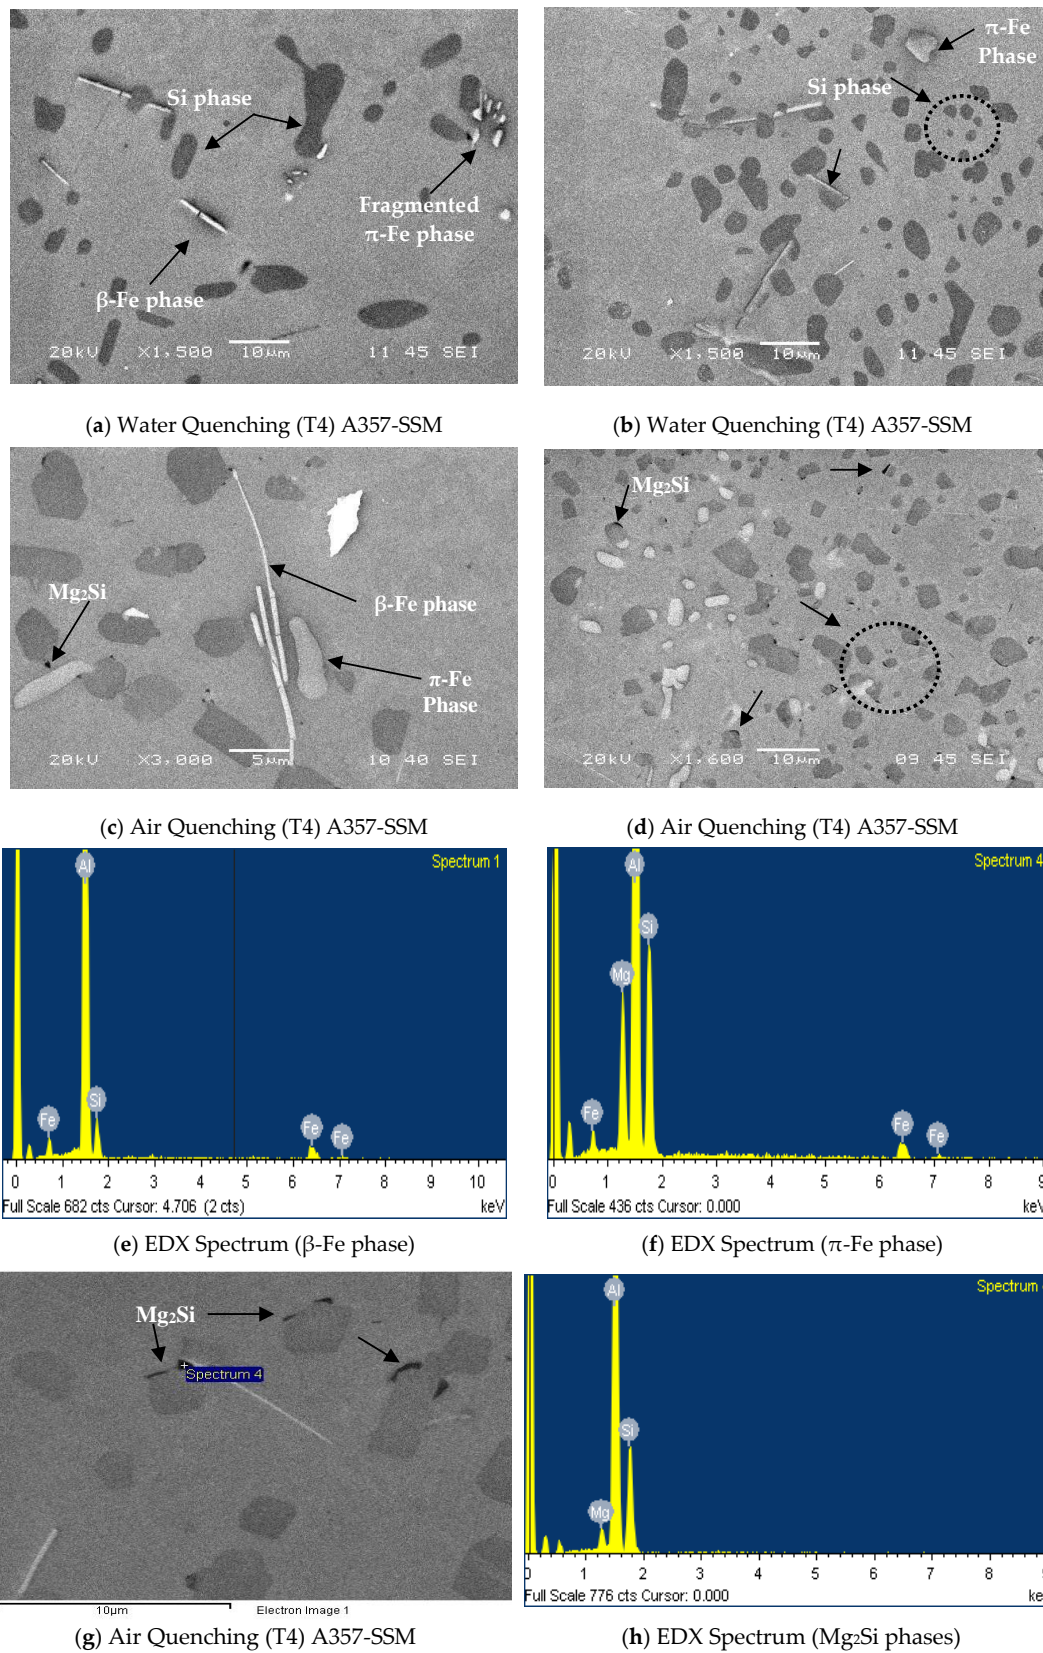 Si phase
Fragmented
π-Fe phase
β-Fe phase
20kV X1,500 10μm 11 45 SEI
π-Fe
Phase
Si phase
20kV X1,500 10μm 11 45 SEI
(a) Water Quenching (T4) A357-SSM
(b) Water Quenching (T4) A357-SSM
Mg₂Si
β-Fe phase
π-Fe
Phase
20kV X3,000 5μm 10 40 SEI
Mg₂Si
20kV X1,600 10μm 09 45 SEI
(c) Air Quenching (T4) A357-SSM
(d) Air Quenching (T4) A357-SSM
Spectrum 1
Al
Fe
Si
Fe
Fe
0 1 2 3 4 5 6 7 8 9 10
Full Scale 682 cts Cursor: 4.706 (2 cts) keV
Spectrum 4
Al
Si
Mg
Fe
Fe
Fe
0 1 2 3 4 5 6 7 8 9
Full Scale 436 cts Cursor: 0.000 keV
(e) EDX Spectrum (β-Fe phase)
(f) EDX Spectrum (π-Fe phase)
Mg₂Si
Spectrum 4
10μm Electron Image 1
Spectrum
Al
Si
Mg
0 1 2 3 4 5 6 7 8 9
Full Scale 776 cts Cursor: 0.000 ke
(g) Air Quenching (T4) A357-SSM
(h) EDX Spectrum (Mg₂Si phases)